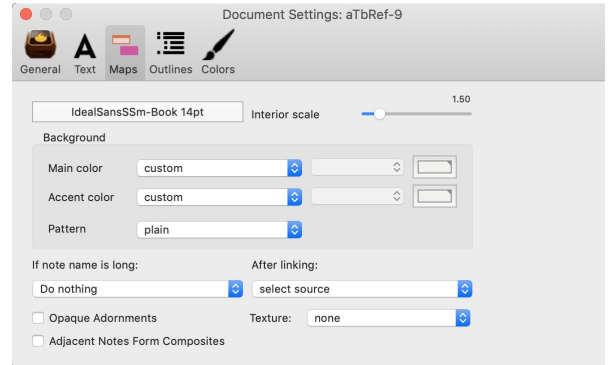 Document Settings: aTbRef-9
General Text Maps Outlines Colors
IdealSansSSm-Book 14pt Interior scale 1.50
Background
Main color custom
Accent color custom
Pattern plain
If note name is long: After linking:
Do nothing select source
Opaque Adornments Texture: none
Adjacent Notes Form Composites